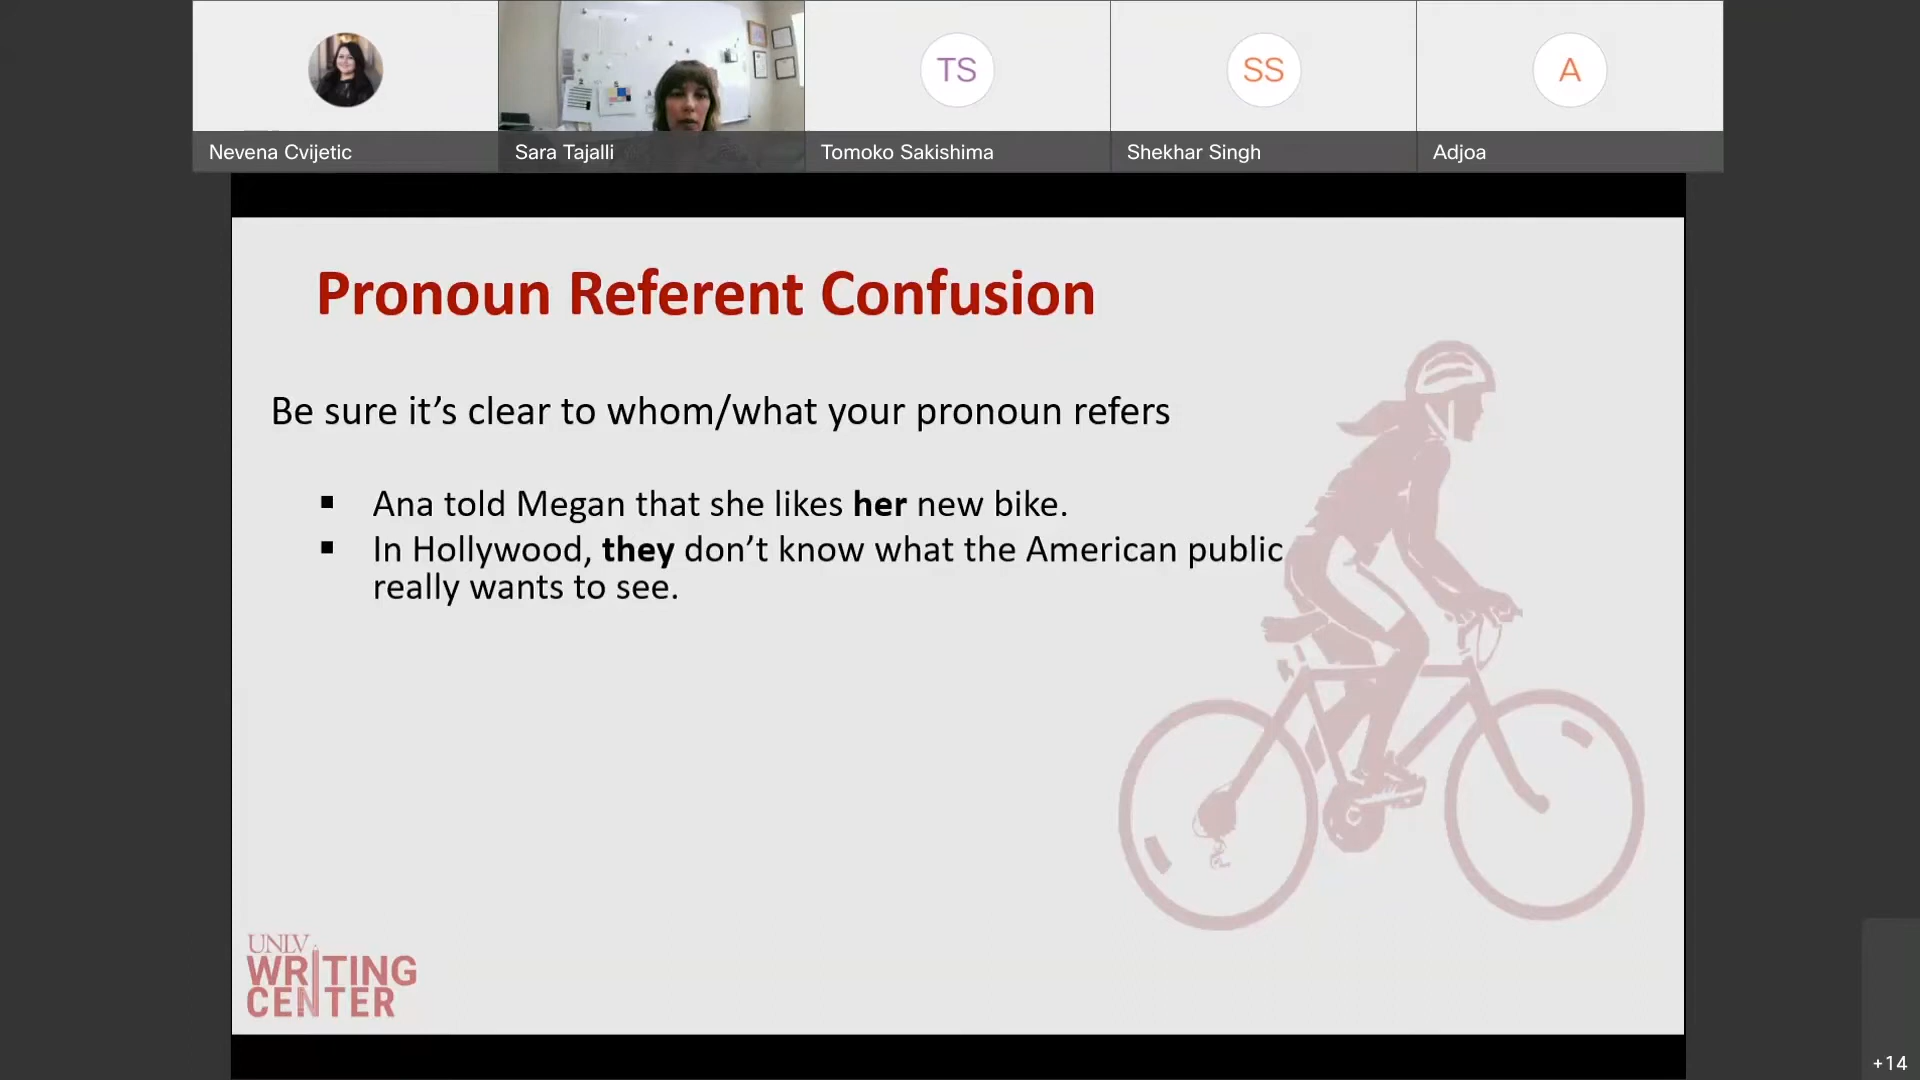 TS
SS
A
Nevena Cvijetic
Sara Tajalli
Tomoko Sakishima
Shekhar Singh
Adjoa
Pronoun Referent Confusion
Be sure it’s clear to whom/what your pronoun refers
▪ Ana told Megan that she likes her new bike.
▪ In Hollywood, they don’t know what the American public
really wants to see.
UNLV
WRITING
CENTER
+14